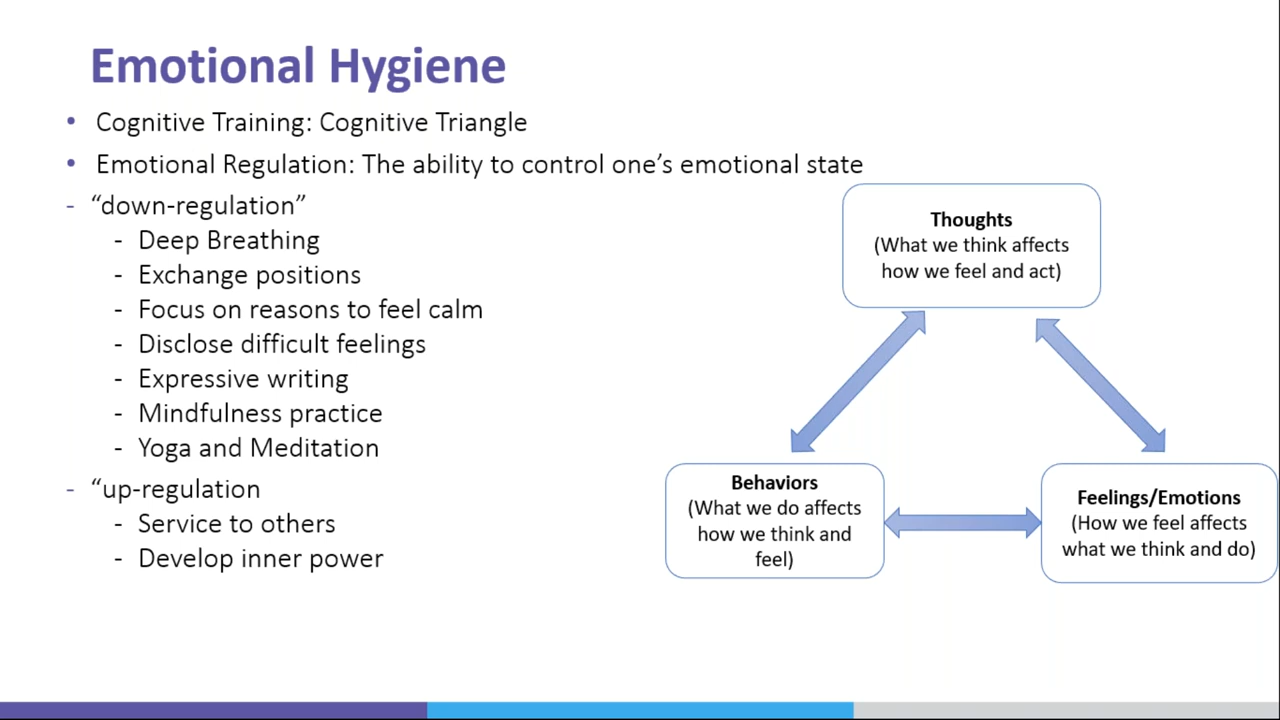 Emotional Hygiene
• Cognitive Training: Cognitive Triangle
• Emotional Regulation: The ability to control one’s emotional state
- “down-regulation”
- Deep Breathing
- Exchange positions
- Focus on reasons to feel calm
- Disclose difficult feelings
- Expressive writing
- Mindfulness practice
- Yoga and Meditation
- “up-regulation
- Service to others
- Develop inner power
Thoughts
(What we think affects
how we feel and act)
Behaviors
(What we do affects
how we think and
feel)
Feelings/Emotions
(How we feel affects
what we think and do)